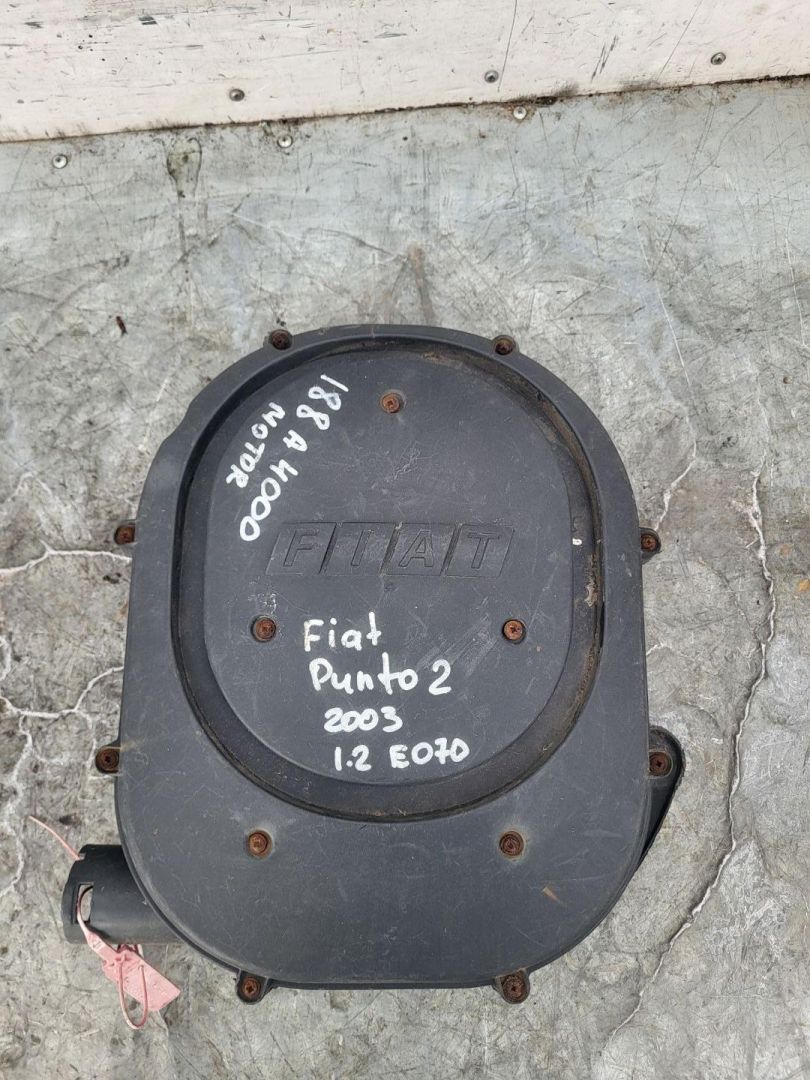 188 A 4000
MOTOR
FIAT
Fiat
Punto 2
2003
1.2 E070